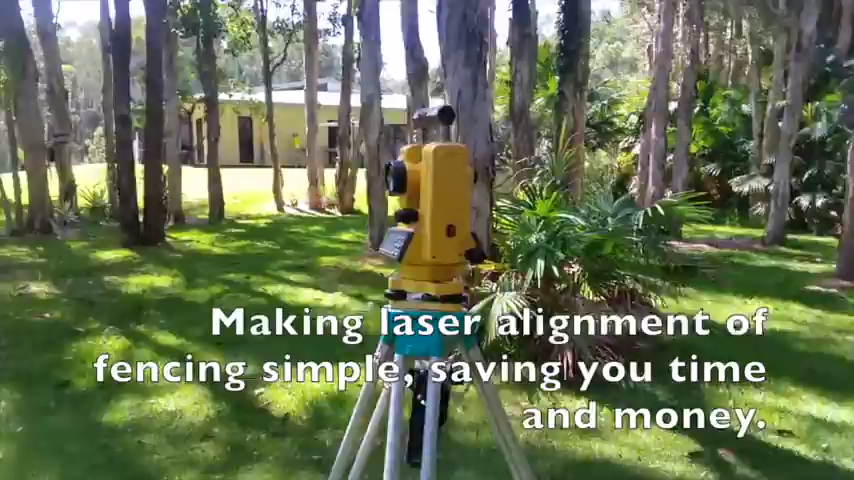 Making laser alignment of
fencing simple, saving you time
and money.